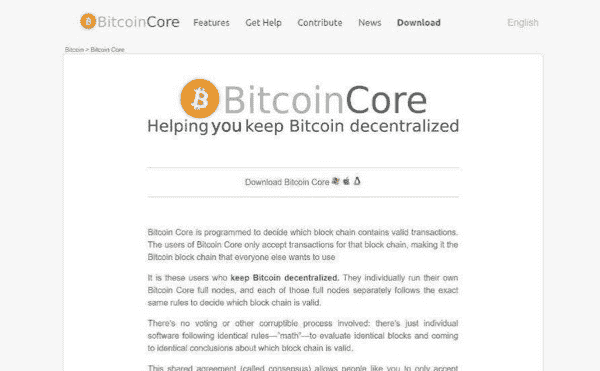 BitcoinCore Features Get Help Contribute News Download English
Bitcoin > Bitcoin Core
BitcoinCore
Helping you keep Bitcoin decentralized
Download Bitcoin Core
Bitcoin Core is programmed to decide which block chain contains valid transactions.
The users of Bitcoin Core only accept transactions for that block chain, making it the
Bitcoin block chain that everyone else wants to use
It is these users who keep Bitcoin decentralized. They individually run their own
Bitcoin Core full nodes, and each of those full nodes separately follows the exact
same rules to decide which block chain is valid.
There's no voting or other corruptible process involved: there's just individual
software following identical rules—"math"—to evaluate identical blocks and coming
to identical conclusions about which block chain is valid.
This shared agreement (called consensus) allows people like you to only accept